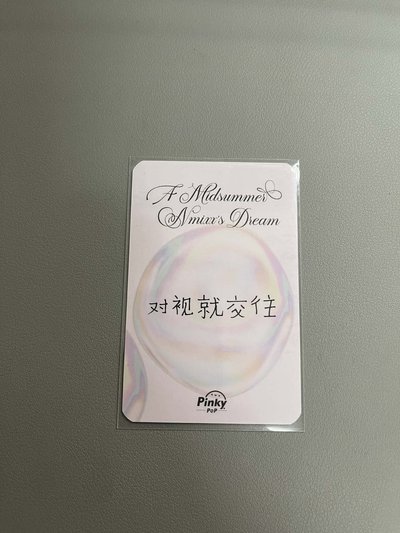 A Midsummer
Nmixx's Dream
对视就交往
Pinky
PoP